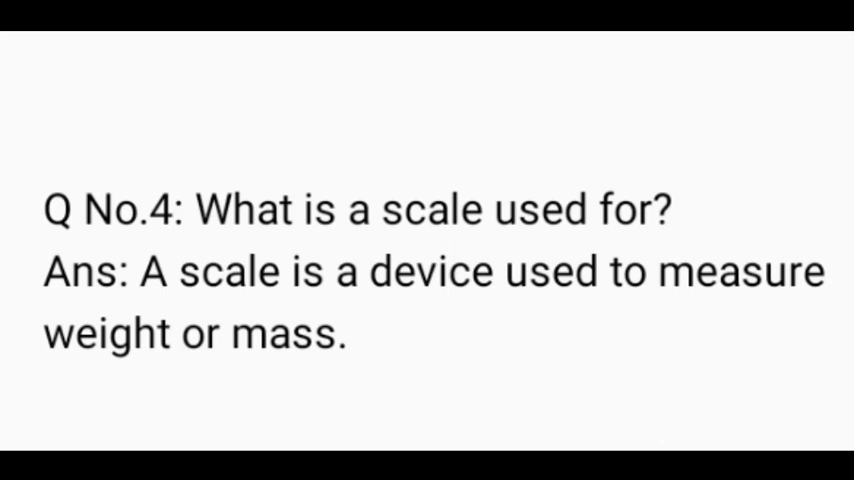 Q No.4: What is a scale used for?
Ans: A scale is a device used to measure
weight or mass.